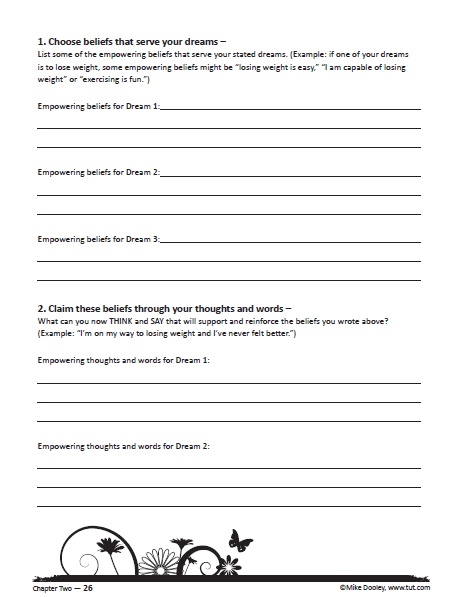 1. Choose beliefs that serve your dreams –
List some of the empowering beliefs that serve your stated dreams. (Example: if one of your dreams
is to lose weight, some empowering beliefs might be “losing weight is easy,” “I am capable of losing
weight” or “exercising is fun.”)
Empowering beliefs for Dream 1:
Empowering beliefs for Dream 2:
Empowering beliefs for Dream 3:
2. Claim these beliefs through your thoughts and words –
What can you now THINK and SAY that will support and reinforce the beliefs you wrote above?
(Example: “I’m on my way to losing weight and I’ve never felt better.”)
Empowering thoughts and words for Dream 1:
Empowering thoughts and words for Dream 2:
Chapter Two — 26
©Mike Dooley, www.tut.com